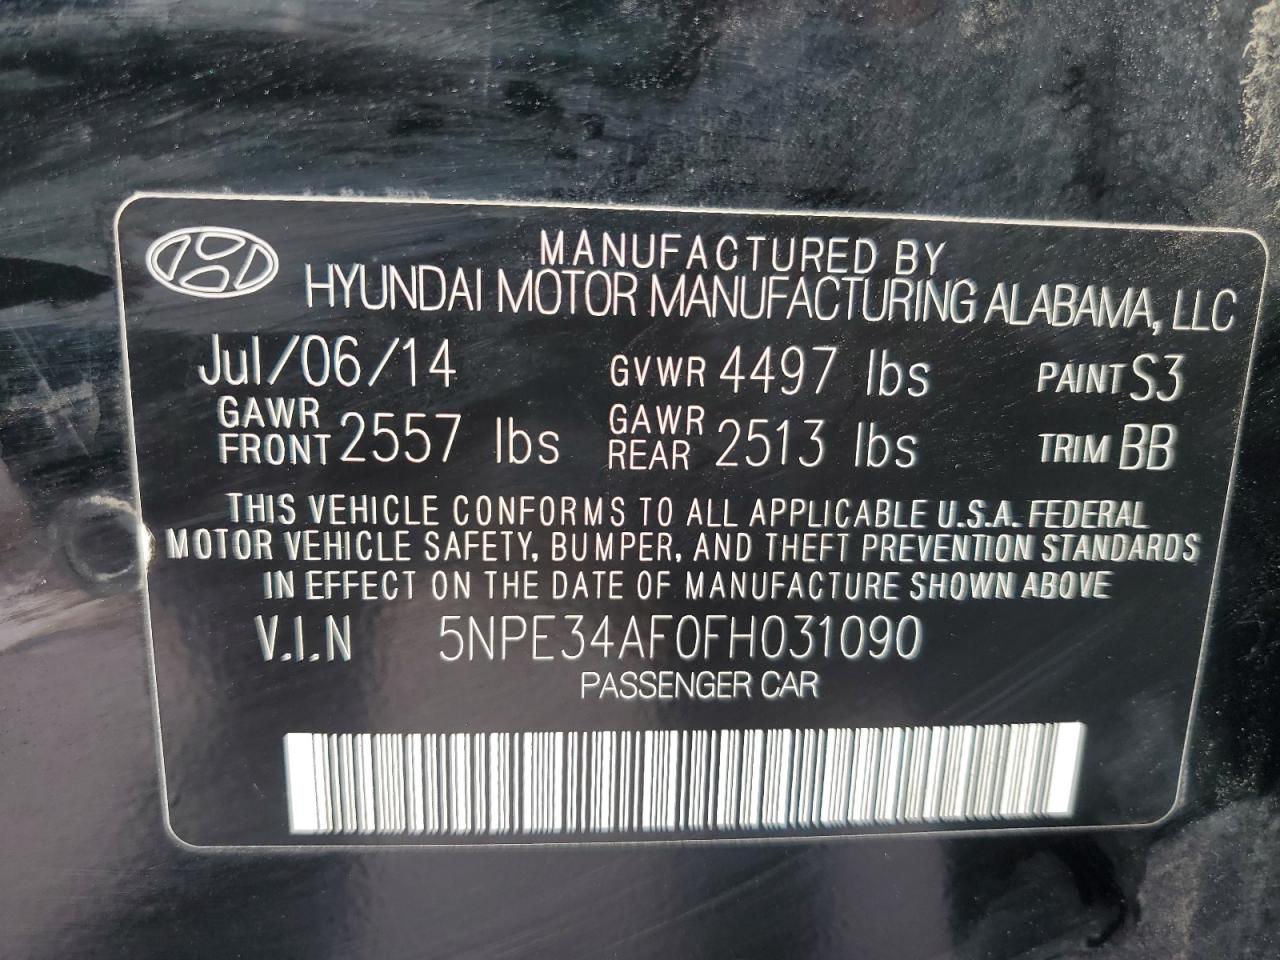 MANUFACTURED BY
HYUNDAI MOTOR MANUFACTURING ALABAMA, LLC
Jul/06/14 GVWR 4497 lbs PAINT S3
GAWR FRONT 2557 lbs GAWR REAR 2513 lbs TRIM BB
THIS VEHICLE CONFORMS TO ALL APPLICABLE U.S.A. FEDERAL
MOTOR VEHICLE SAFETY, BUMPER, AND THEFT PREVENTION STANDARDS
IN EFFECT ON THE DATE OF MANUFACTURE SHOWN ABOVE
V.I.N 5NPE34AF0FH031090
PASSENGER CAR